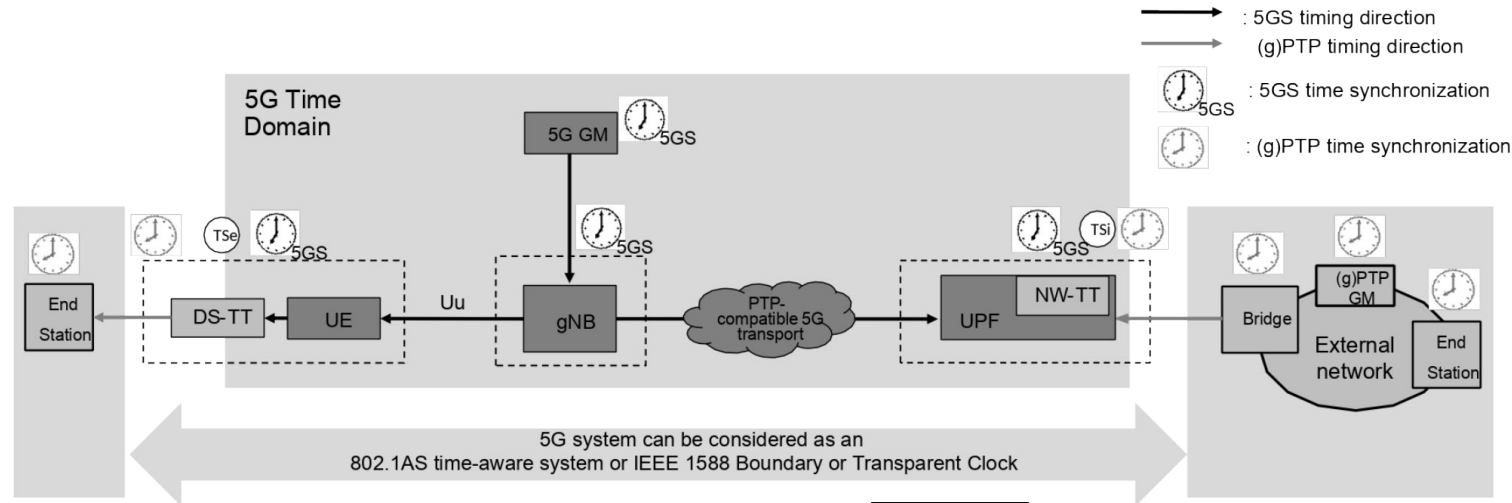 : 5GS timing direction
(g)PTP timing direction
: 5GS time synchronization
5GS
: (g)PTP time synchronization
5G Time
Domain
5G GM
5GS
TSe
5GS
5GS
5GS
TSi
End
Station
DS-TT
UE
Uu
gNB
PTP-
compatible 5G
transport
UPF
NW-TT
Bridge
(g)PTP
GM
External
network
End
Station
5G system can be considered as an
802.1AS time-aware system or IEEE 1588 Boundary or Transparent Clock